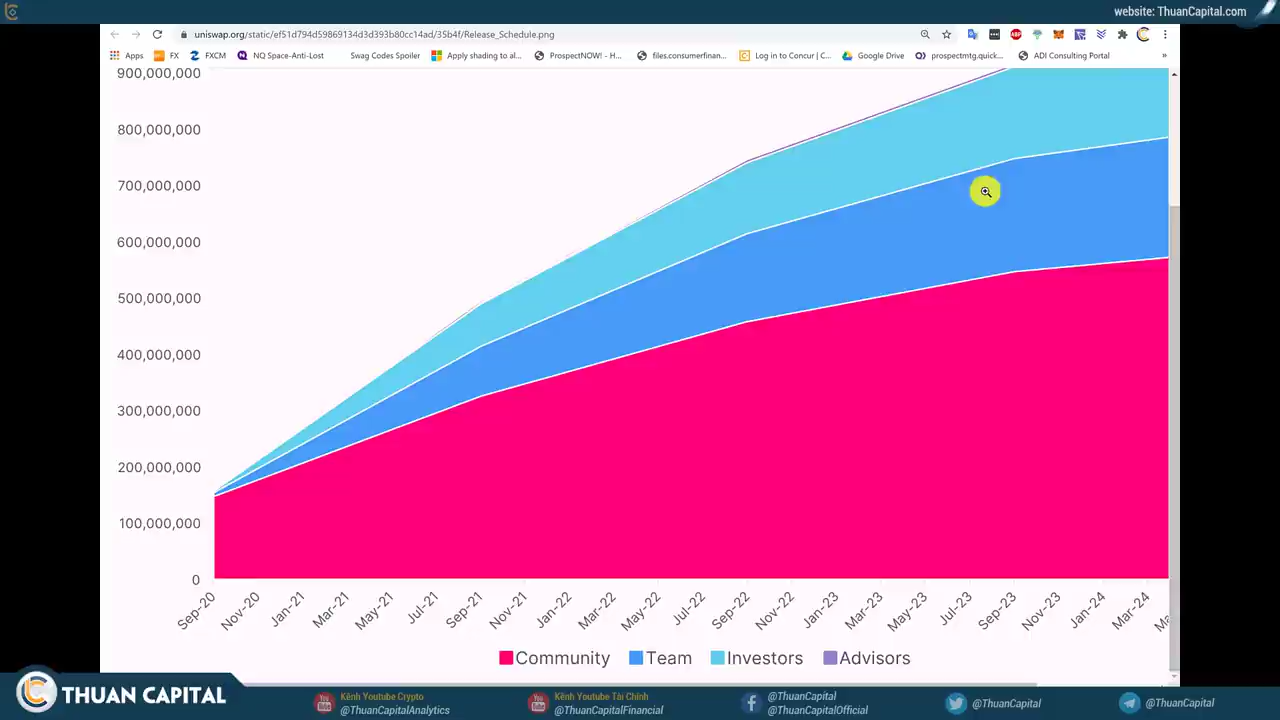 website: ThuanCapital.com
uniswap.org/static/ef51d794d59869134d3d393b80cc14ad/35b4f/Release_Schedule.png
Apps FX FXCM NQ Space-Anti-Lost Swag Codes Spoiler Apply shading to al... ProspectNOW! - H... files.consumerfinan... Log in to Concur | C... Google Drive prospectmtg.quick... ADI Consulting Portal »
900,000,000
800,000,000
700,000,000
600,000,000
500,000,000
400,000,000
300,000,000
200,000,000
100,000,000
0
Sep-20 Nov-20 Jan-21 Mar-21 May-21 Jul-21 Sep-21 Nov-21 Jan-22 Mar-22 May-22 Jul-22 Sep-22 Nov-22 Jan-23 Mar-23 May-23 Jul-23 Sep-23 Nov-23 Jan-24 Mar-24
Community Team Investors Advisors
THUAN CAPITAL
Kênh Youtube Crypto
@ThuanCapitalAnalytics
Kênh Youtube Tài Chính
@ThuanCapitalFinancial
@ThuanCapital
@ThuanCapitalOfficial
@ThuanCapital
@ThuanCapital